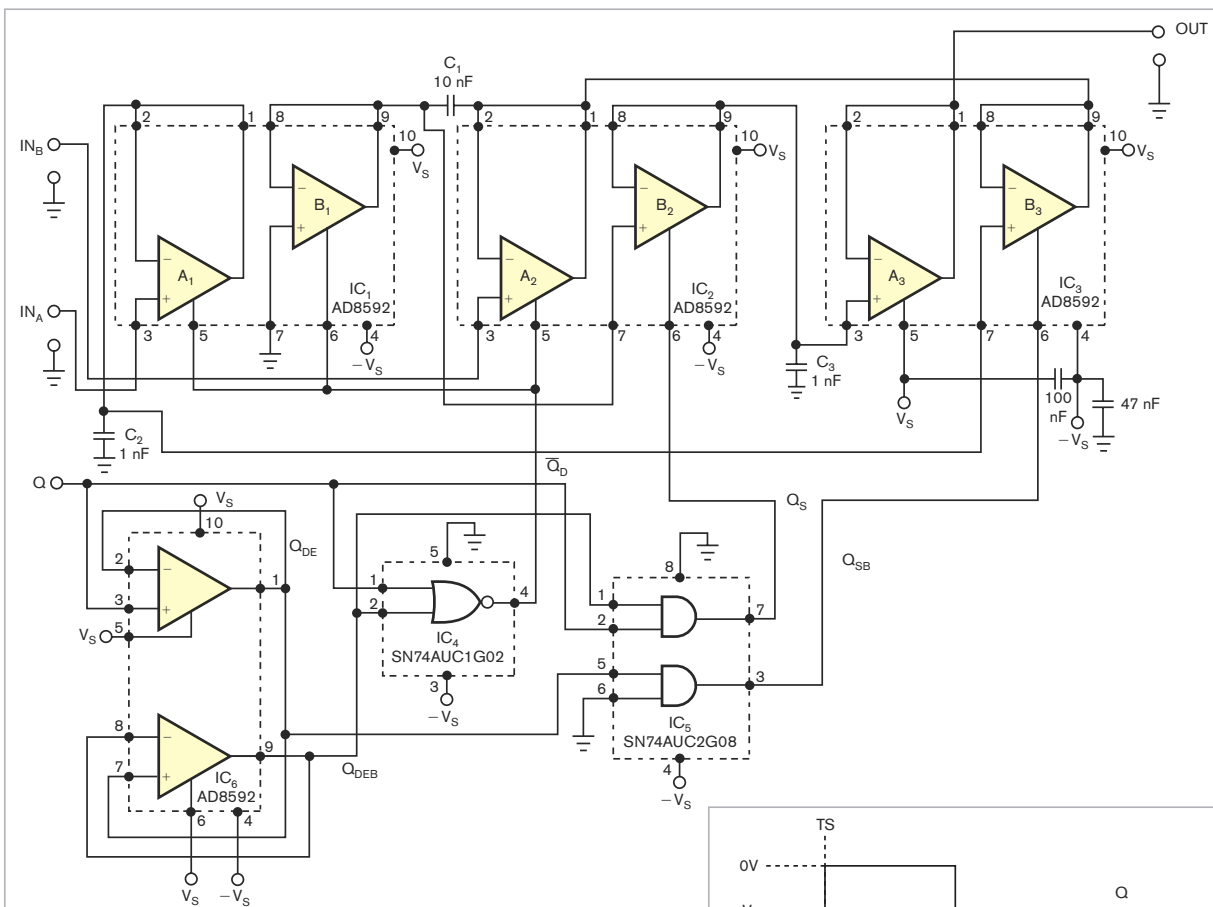 OUT
C1
10 nF
2 1 8 9
10
VS
2 1 8 9
10
VS
2 1 8 9
10
VS
INB
B1
B2
B3
A1
A2
A3
IC1
AD8592
IC2
AD8592
IC3
AD8592
INA
3 5 7 6 4
−VS
3 5 7 6 4
−VS
3 5 7 6 4
C3
1 nF
100
nF
47 nF
VS
−VS
C2
1 nF
Q̅D
Q
VS
10
QS
QDE
QSB
2
1
3
VS 5
5
1
2
4
IC4
SN74AUC1G02
3
−VS
8
1
2
7
5
6
3
IC5
SN74AUC2G08
4
−VS
8
9
7
QDEB
IC6
AD8592
6 4
VS −VS
TS
0V
Q